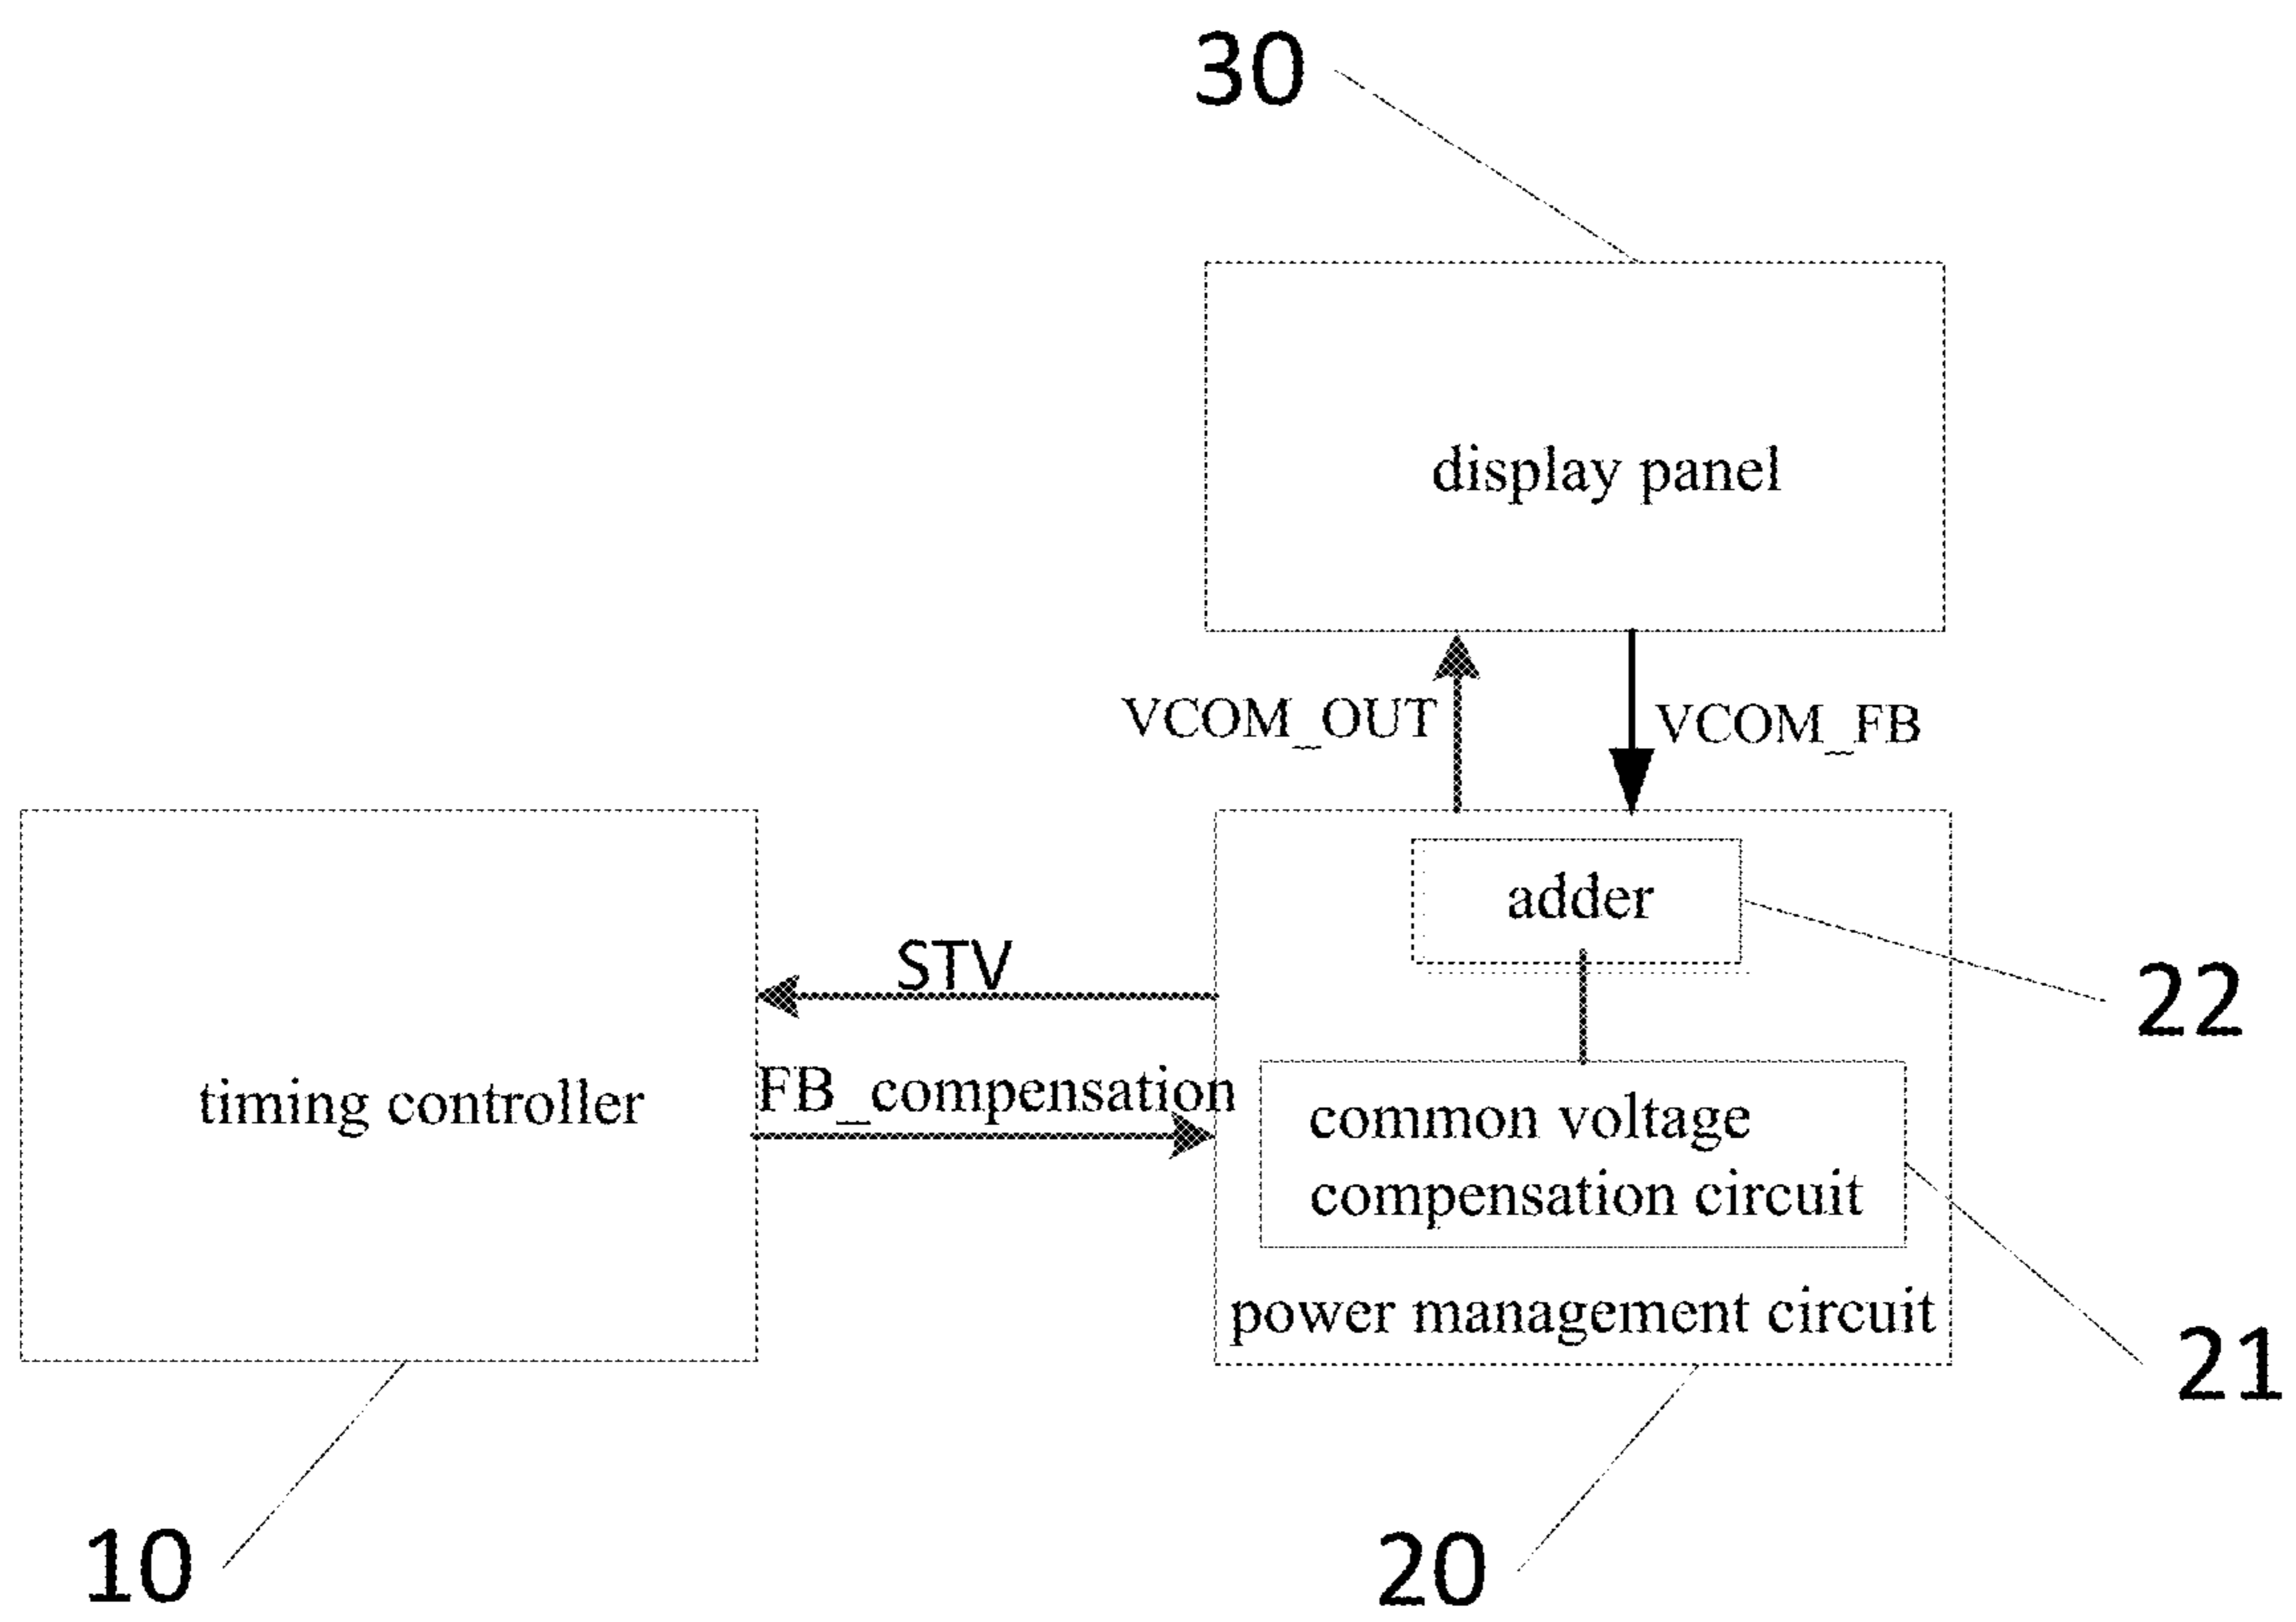 30
display panel
VCOM_OUT
VCOM_FB
adder
STV
22
timing controller
FB_compensation
common voltage
compensation circuit
power management circuit
21
10
20